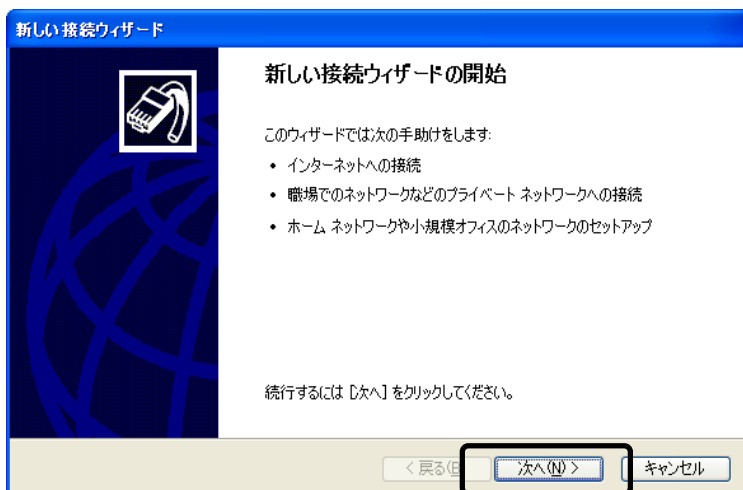 新しい接続ウィザード
新しい接続ウィザードの開始
このウィザードでは次の手助けをします:
• インターネットへの接続
• 職場でのネットワークなどのプライベート ネットワークへの接続
• ホーム ネットワークや小規模オフィスのネットワークのセットアップ
続行するには [次へ] をクリックしてください。
< 戻る(B 次へ(N) > キャンセル